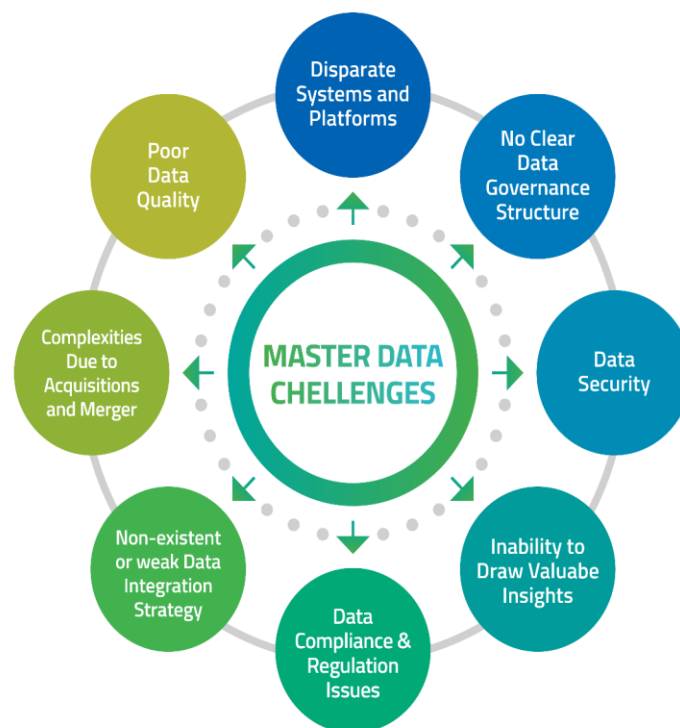 Disparate
Systems and
Platforms
No Clear
Data
Governance
Structure
Data
Security
Inability to
Draw Valuabe
Insights
Data
Compliance &
Regulation
Issues
Non-existent
or weak Data
Integration
Strategy
Complexities
Due to
Acquisitions
and Merger
Poor
Data
Quality
MASTER DATA
CHELLENGES